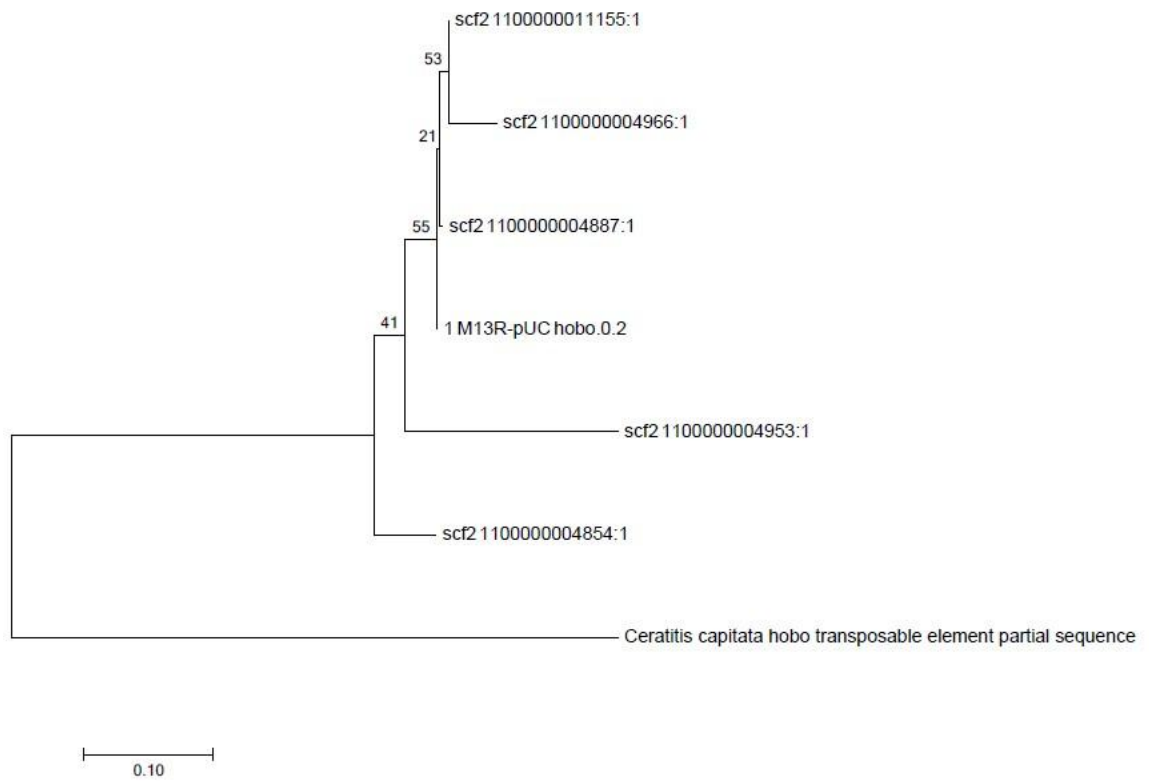 scf2 1100000011155:1
53
scf2 1100000004966:1
21
55
scf2 1100000004887:1
41
1 M13R-pUC hobo.0.2
scf2 1100000004953:1
scf2 1100000004854:1
Ceratitis capitata hobo transposable element partial sequence
0.10